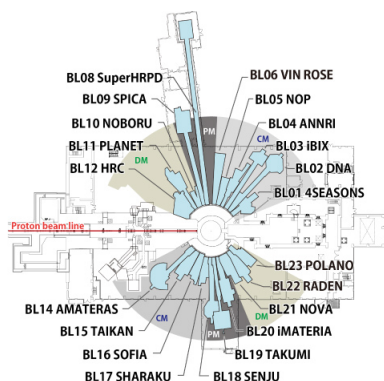 BL08 SuperHRPD
BL09 SPICA
BL10 NOBORU
BL11 PLANET
DM
BL12 HRC
PM
BL06 VIN ROSE
BL05 NOP
BL04 ANNRI
CM
BL03 iBIX
BL02 DNA
BL01 4SEASONS
Proton beam line
BL23 POLANO
BL22 RADEN
BL21 NOVA
DM
BL20 iMATERIA
PM
BL19 TAKUMI
BL18 SENJU
BL14 AMATERAS
CM
BL15 TAIKAN
BL16 SOFIA
BL17 SHARAKU